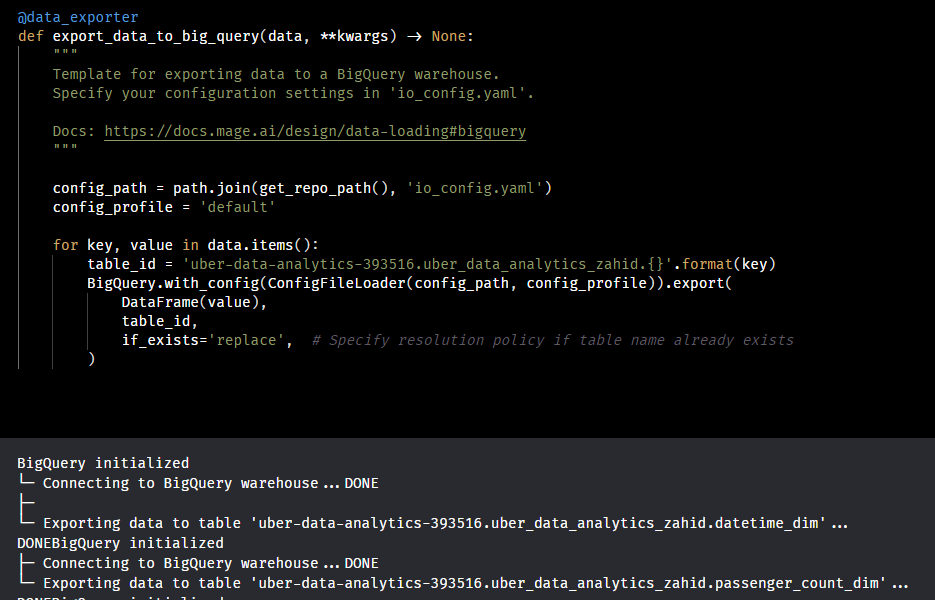 @data_exporter
def export_data_to_big_query(data, **kwargs) -> None:
"""
Template for exporting data to a BigQuery warehouse.
Specify your configuration settings in 'io_config.yaml'.
Docs: https://docs.mage.ai/design/data-loading#bigquery
"""
config_path = path.join(get_repo_path(), 'io_config.yaml')
config_profile = 'default'
for key, value in data.items():
table_id = 'uber-data-analytics-393516.uber_data_analytics_zahid.{}'.format(key)
BigQuery.with_config(ConfigFileLoader(config_path, config_profile)).export(
DataFrame(value),
table_id,
if_exists='replace',  # Specify resolution policy if table name already exists
)
BigQuery initialized
└─ Connecting to BigQuery warehouse...DONE
├─
└─ Exporting data to table 'uber-data-analytics-393516.uber_data_analytics_zahid.datetime_dim'...
DONEBigQuery initialized
├─ Connecting to BigQuery warehouse...DONE
└─ Exporting data to table 'uber-data-analytics-393516.uber_data_analytics_zahid.passenger_count_dim'...